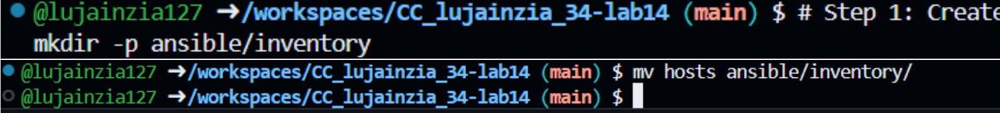 @lujainzia127 ➜/workspaces/CC_lujainzia_34-lab14 (main) $ # Step 1: Create
mkdir -p ansible/inventory
@lujainzia127 ➜/workspaces/CC_lujainzia_34-lab14 (main) $ mv hosts ansible/inventory/
@lujainzia127 ➜/workspaces/CC_lujainzia_34-lab14 (main) $